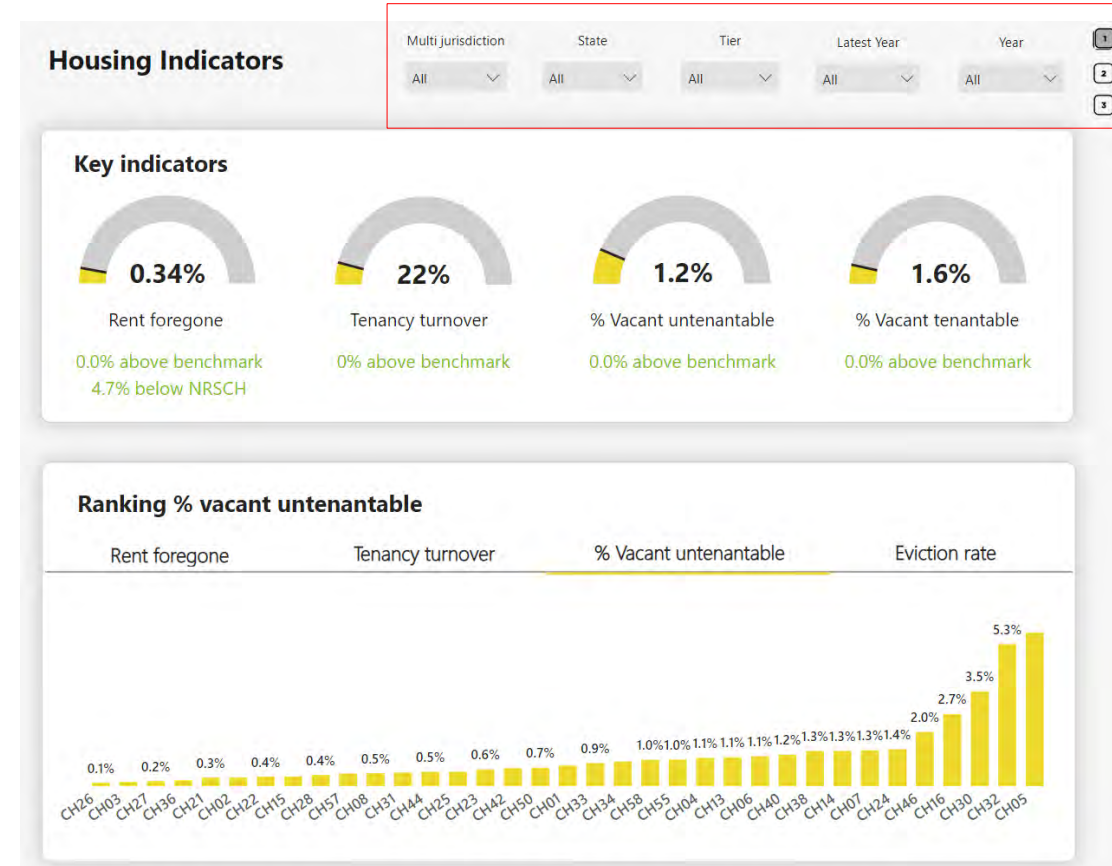 Housing Indicators
Multi jurisdiction State Tier Latest Year Year
All All All All All
1
2
3
Key indicators
0.34% 22% 1.2% 1.6%
Rent foregone Tenancy turnover % Vacant untenantable % Vacant tenantable
0.0% above benchmark 0% above benchmark 0.0% above benchmark 0.0% above benchmark
4.7% below NRSCH
Ranking % vacant untenantable
Rent foregone Tenancy turnover % Vacant untenantable Eviction rate
0.1% 0.2% 0.3% 0.4% 0.4% 0.5% 0.5% 0.6% 0.7% 0.9% 1.0% 1.0% 1.1% 1.1% 1.1% 1.2% 1.3% 1.3% 1.3% 1.4% 2.0% 2.7% 3.5% 5.3%
CH26 CH03 CH27 CH36 CH21 CH02 CH22 CH15 CH28 CH57 CH08 CH31 CH44 CH25 CH23 CH42 CH50 CH01 CH33 CH34 CH58 CH55 CH04 CH13 CH06 CH40 CH38 CH14 CH07 CH24 CH46 CH16 CH30 CH32 CH05